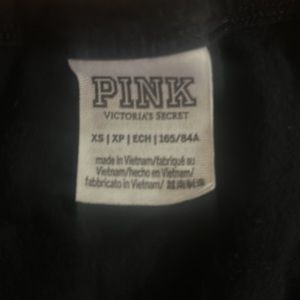 PINK
VICTORIA'S SECRET
XS | XP | ECH | 165/84A
made in Vietnam/fabriqué au
Vietnam/hecho en Vietnam/
fabbricato in Vietnam/